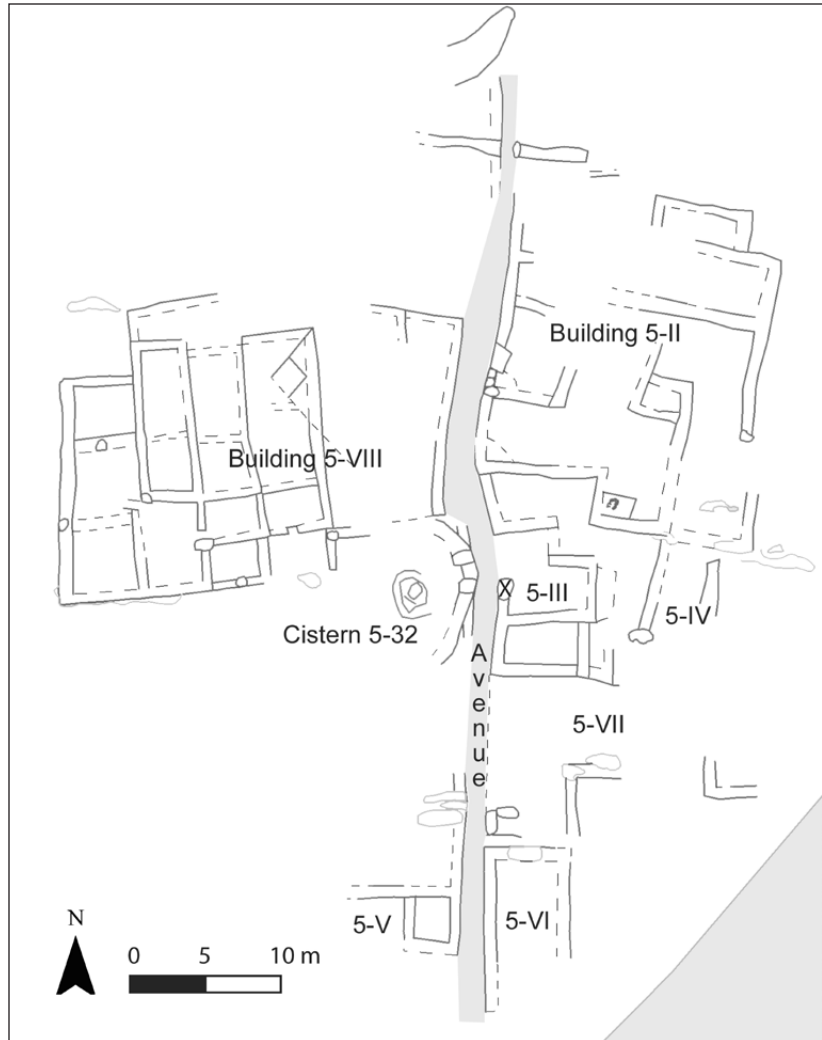 Building 5-II
Building 5-VIII
X
5-III
5-IV
Cistern 5-32
Avenue
5-VII
5-V
5-VI
N
0 5 10 m